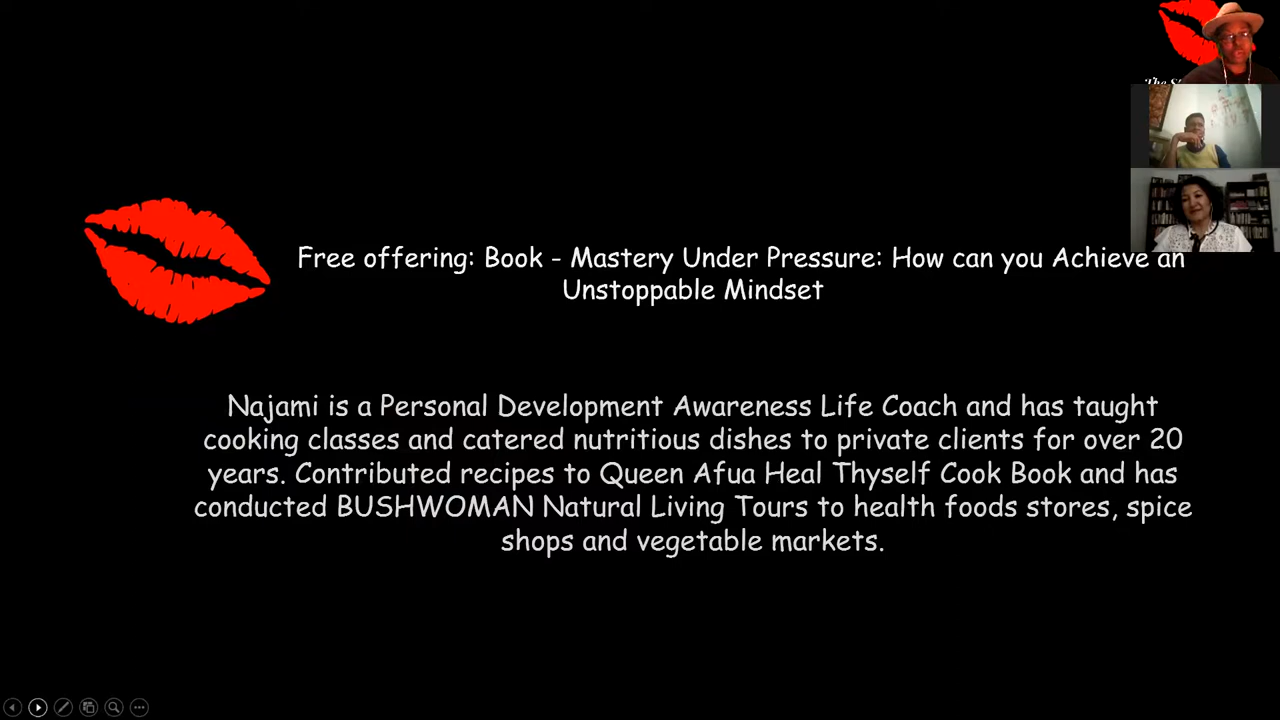 The
Free offering: Book - Mastery Under Pressure: How can you Achieve an
Unstoppable Mindset
Najami is a Personal Development Awareness Life Coach and has taught
cooking classes and catered nutritious dishes to private clients for over 20
years. Contributed recipes to Queen Afua Heal Thyself Cook Book and has
conducted BUSHWOMAN Natural Living Tours to health foods stores, spice
shops and vegetable markets.